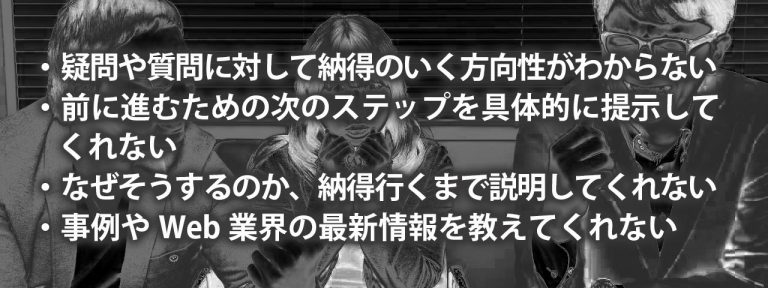 ・疑問や質問に対して納得のいく方向性がわからない
・前に進むための次のステップを具体的に提示して
くれない
・なぜそうするのか、納得行くまで説明してくれない
・事例や Web 業界の最新情報を教えてくれない